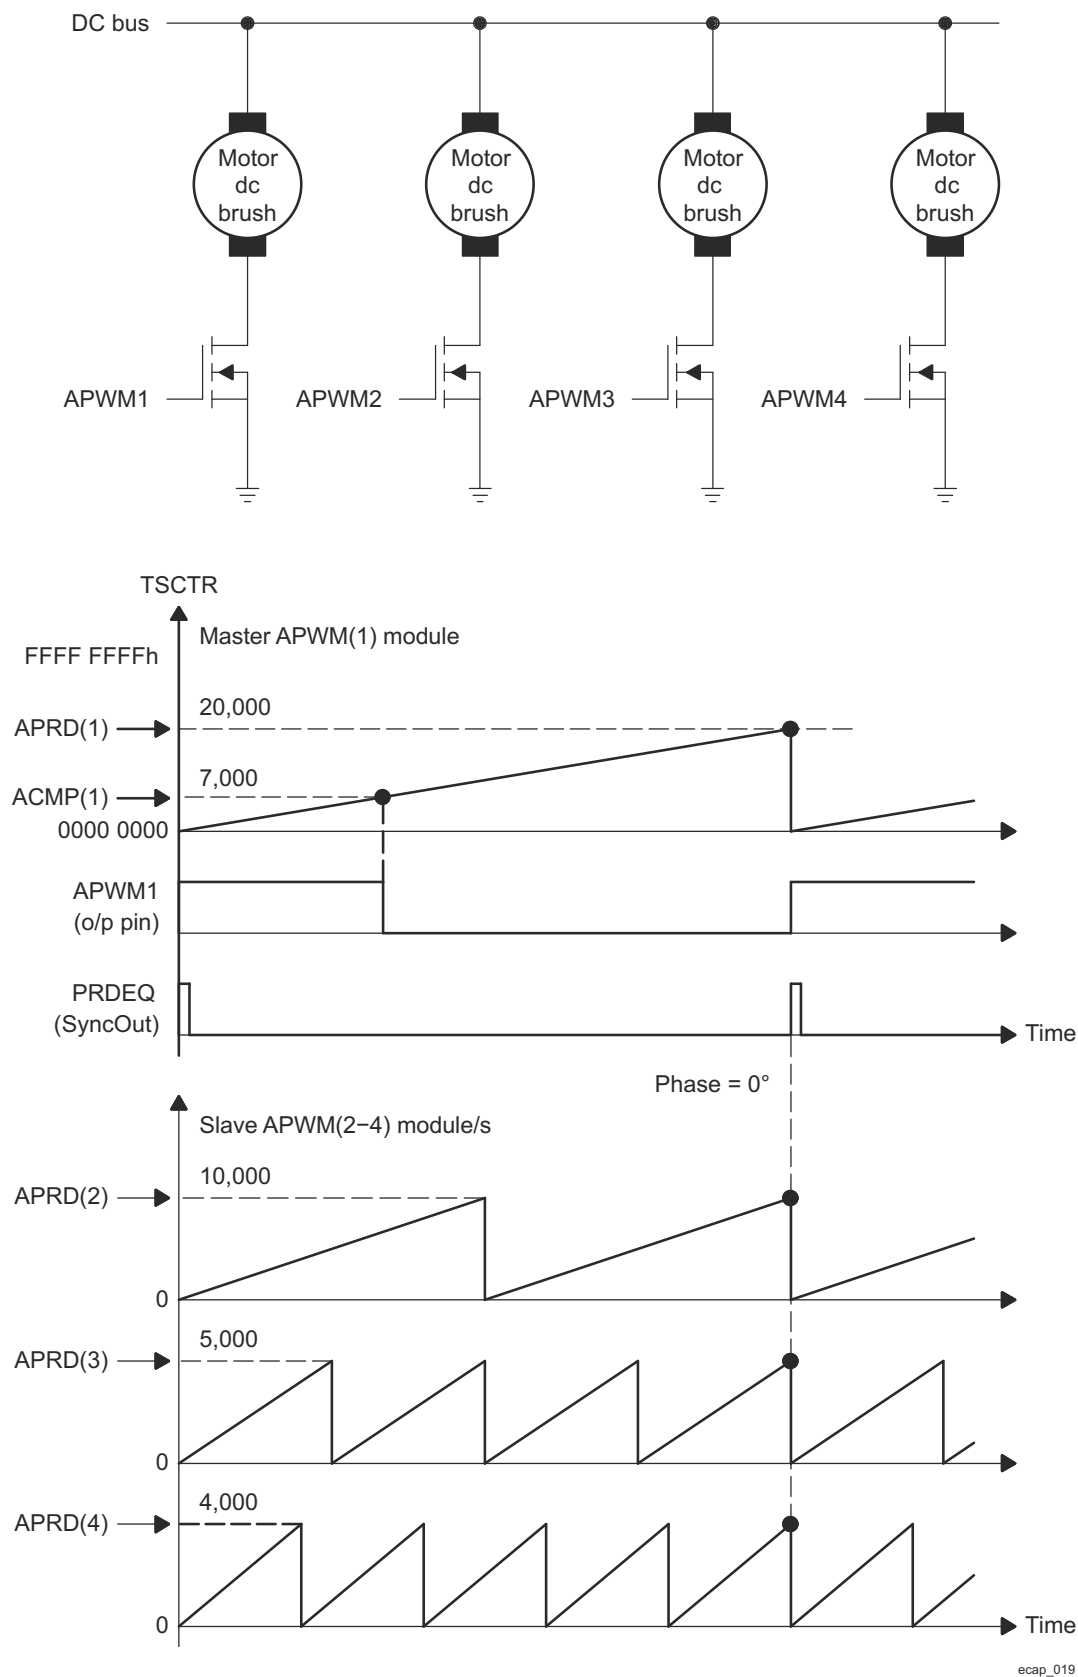 DC bus
Motor
dc
brush
Motor
dc
brush
Motor
dc
brush
Motor
dc
brush
APWM1
APWM2
APWM3
APWM4
TSCTR
Master APWM(1) module
FFFF FFFFh
20,000
APRD(1)
7,000
ACMP(1)
0000 0000
APWM1
(o/p pin)
PRDEQ
(SyncOut)
Time
Phase = 0°
Slave APWM(2−4) module/s
10,000
APRD(2)
0
5,000
APRD(3)
0
4,000
APRD(4)
0
Time
ecap_019